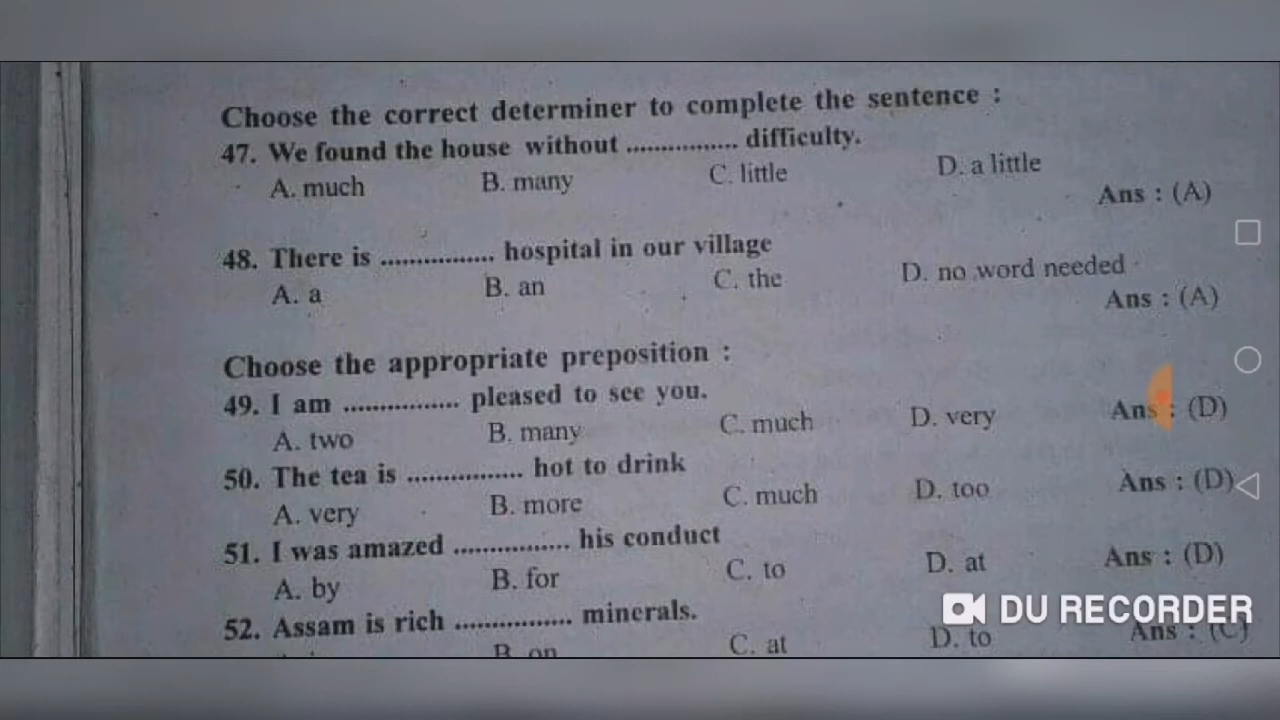 Choose the correct determiner to complete the sentence :
47. We found the house without ................ difficulty.
A. much B. many C. little D. a little
Ans : (A)
48. There is ................ hospital in our village
A. a B. an C. the D. no word needed
Ans : (A)
Choose the appropriate preposition :
49. I am ................ pleased to see you.
A. two B. many C. much D. very Ans : (D)
50. The tea is ................ hot to drink
A. very B. more C. much D. too Ans : (D)
51. I was amazed ................ his conduct
A. by B. for C. to D. at Ans : (D)
DU RECORDER
52. Assam is rich ................ minerals.
B. on C. at D. to Ans : (C)